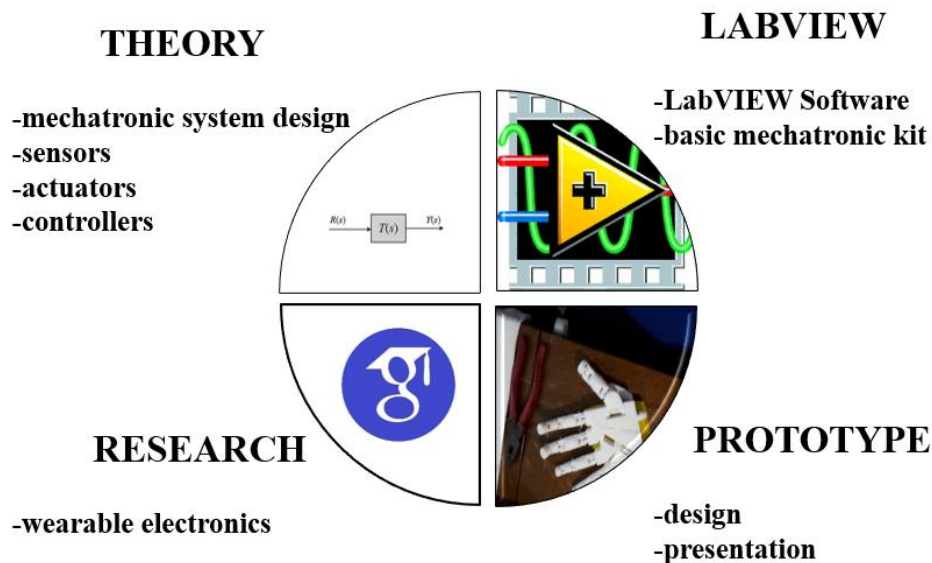 THEORY
-mechatronic system design
-sensors
-actuators
-controllers
R(s)
T(s)
Y(s)
LABVIEW
-LabVIEW Software
-basic mechatronic kit
RESEARCH
-wearable electronics
g
PROTOTYPE
-design
-presentation